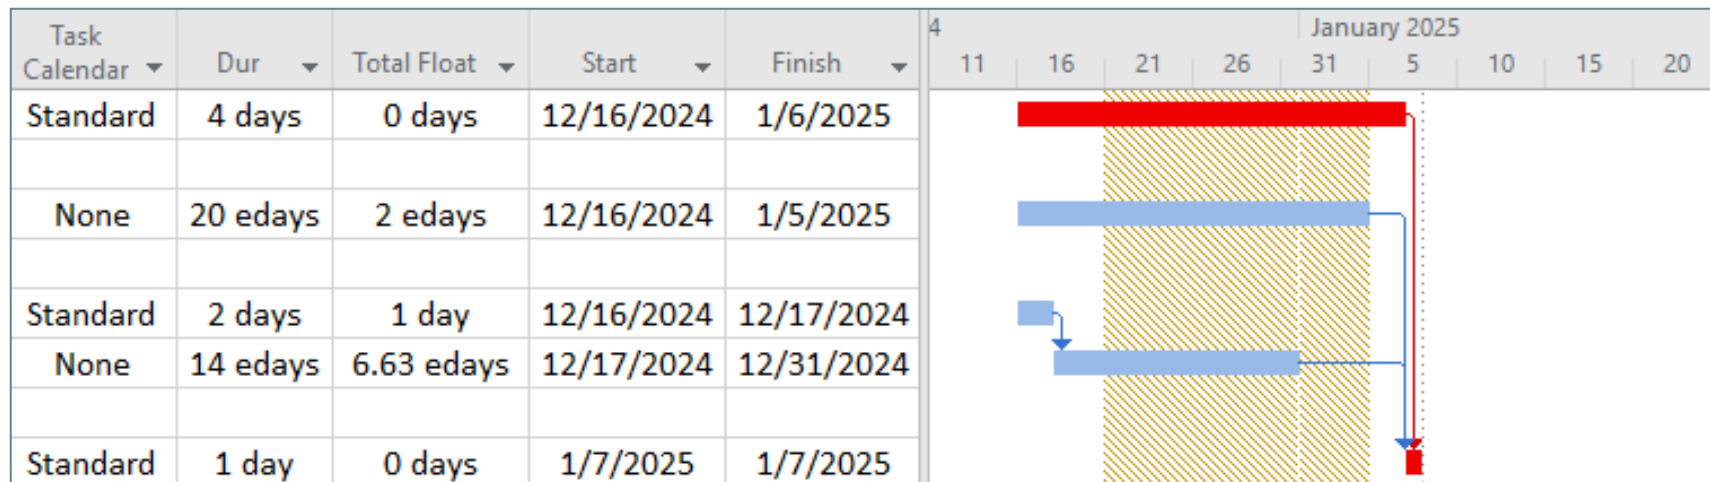 Task Calendar Dur Total Float Start Finish
4 January 2025
11 16 21 26 31 5 10 15 20
Standard 4 days 0 days 12/16/2024 1/6/2025
None 20 edays 2 edays 12/16/2024 1/5/2025
Standard 2 days 1 day 12/16/2024 12/17/2024
None 14 edays 6.63 edays 12/17/2024 12/31/2024
Standard 1 day 0 days 1/7/2025 1/7/2025